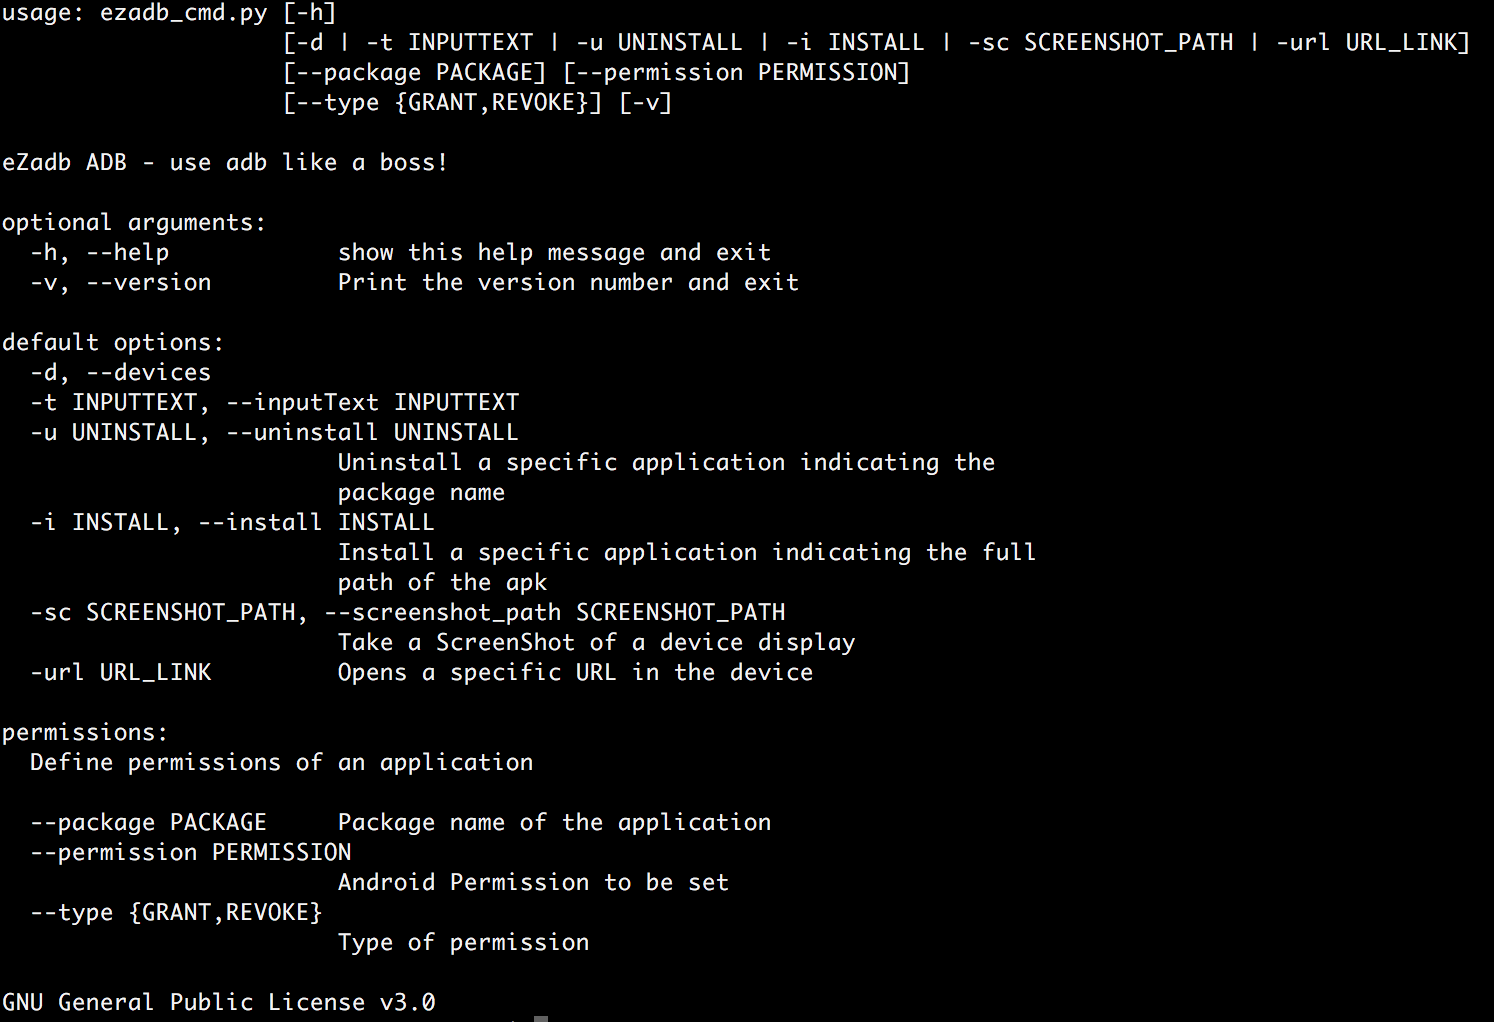 usage: ezadb_cmd.py [-h]
                    [-d | -t INPUTTEXT | -u UNINSTALL | -i INSTALL | -sc SCREENSHOT_PATH | -url URL_LINK]
                    [--package PACKAGE] [--permission PERMISSION]
                    [--type {GRANT,REVOKE}] [-v]

eZadb ADB - use adb like a boss!

optional arguments:
  -h, --help            show this help message and exit
  -v, --version         Print the version number and exit

default options:
  -d, --devices
  -t INPUTTEXT, --inputText INPUTTEXT
  -u UNINSTALL, --uninstall UNINSTALL
                        Uninstall a specific application indicating the
                        package name
  -i INSTALL, --install INSTALL
                        Install a specific application indicating the full
                        path of the apk
  -sc SCREENSHOT_PATH, --screenshot_path SCREENSHOT_PATH
                        Take a ScreenShot of a device display
  -url URL_LINK         Opens a specific URL in the device

permissions:
  Define permissions of an application

  --package PACKAGE     Package name of the application
  --permission PERMISSION
                        Android Permission to be set
  --type {GRANT,REVOKE}
                        Type of permission

GNU General Public License v3.0